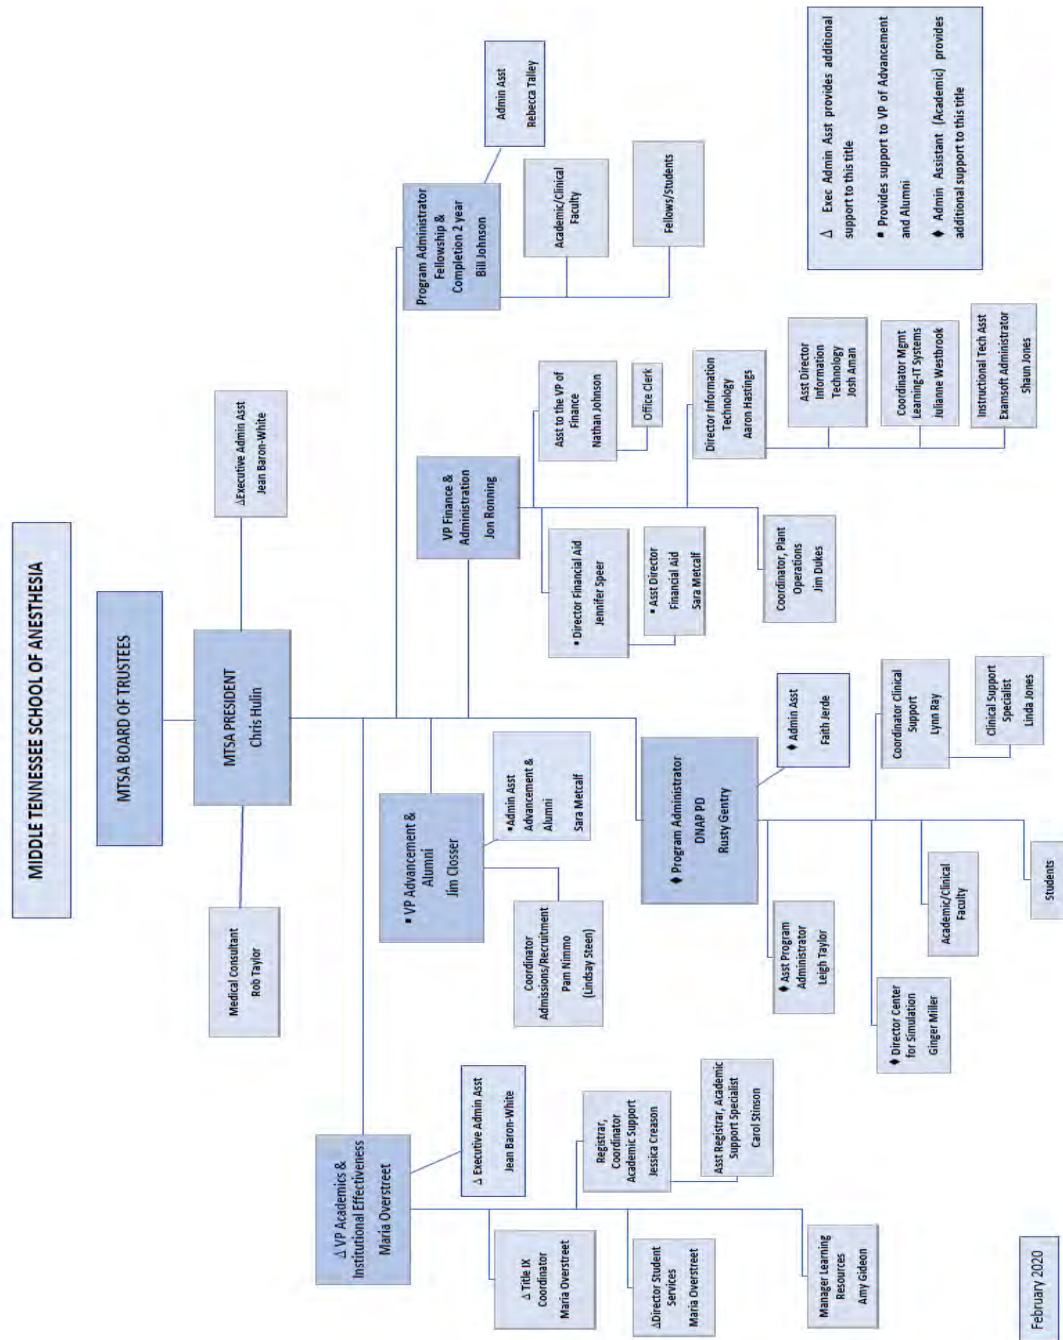 MIDDLE TENNESSEE SCHOOL OF ANESTHESIA
MTSA BOARD OF TRUSTEES
MTSA PRESIDENT
Chris Hulin
Medical Consultant
Rob Taylor
ΔExecutive Admin Asst
Jean Baron-White
Δ VP Academics &
Institutional Effectiveness
Maria Overstreet
Δ Executive Admin Asst
Jean Baron-White
Δ Title IX
Coordinator
Maria Overstreet
Registrar,
Coordinator
Academic Support
Jessica Creason
Asst Registrar, Academic
Support Specialist
Carol Stinson
ΔDirector Student
Services
Maria Overstreet
Manager Learning
Resources
Amy Gideon
▪ VP Advancement &
Alumni
Jim Closser
▪Admin Asst
Advancement &
Alumni
Sara Metcalf
Coordinator
Admissions/Recruitment
Pam Nimmo
(Lindsay Steen)
♦ Program Administrator
DNAP PD
Rusty Gentry
♦ Admin Asst
Faith Jerde
♦ Asst Program
Administrator
Leigh Taylor
Coordinator Clinical
Support
Lynn Ray
Clinical Support
Specialist
Linda Jones
♦ Director Center
for Simulation
Ginger Miller
Academic/Clinical
Faculty
Students
VP Finance &
Administration
Jon Ronning
Asst to the VP of
Finance
Nathan Johnson
Office Clerk
▪ Director Financial Aid
Jennifer Speer
▪ Asst Director
Financial Aid
Sara Metcalf
Director Information
Technology
Aaron Hastings
Asst Director
Information
Technology
Josh Aman
Coordinator Mgmt
Learning-IT Systems
Julianne Westbrook
Instructional Tech Asst
Examsoft Administrator
Shaun Jones
Coordinator, Plant
Operations
Jim Dukes
Program Administrator
Fellowship &
Completion 2 year
Bill Johnson
Admin Asst
Rebecca Talley
Academic/Clinical
Faculty
Fellows/Students
Δ Exec Admin Asst provides additional
support to this title
▪ Provides support to VP of Advancement
and Alumni
♦ Admin Assistant (Academic) provides
additional support to this title
February 2020